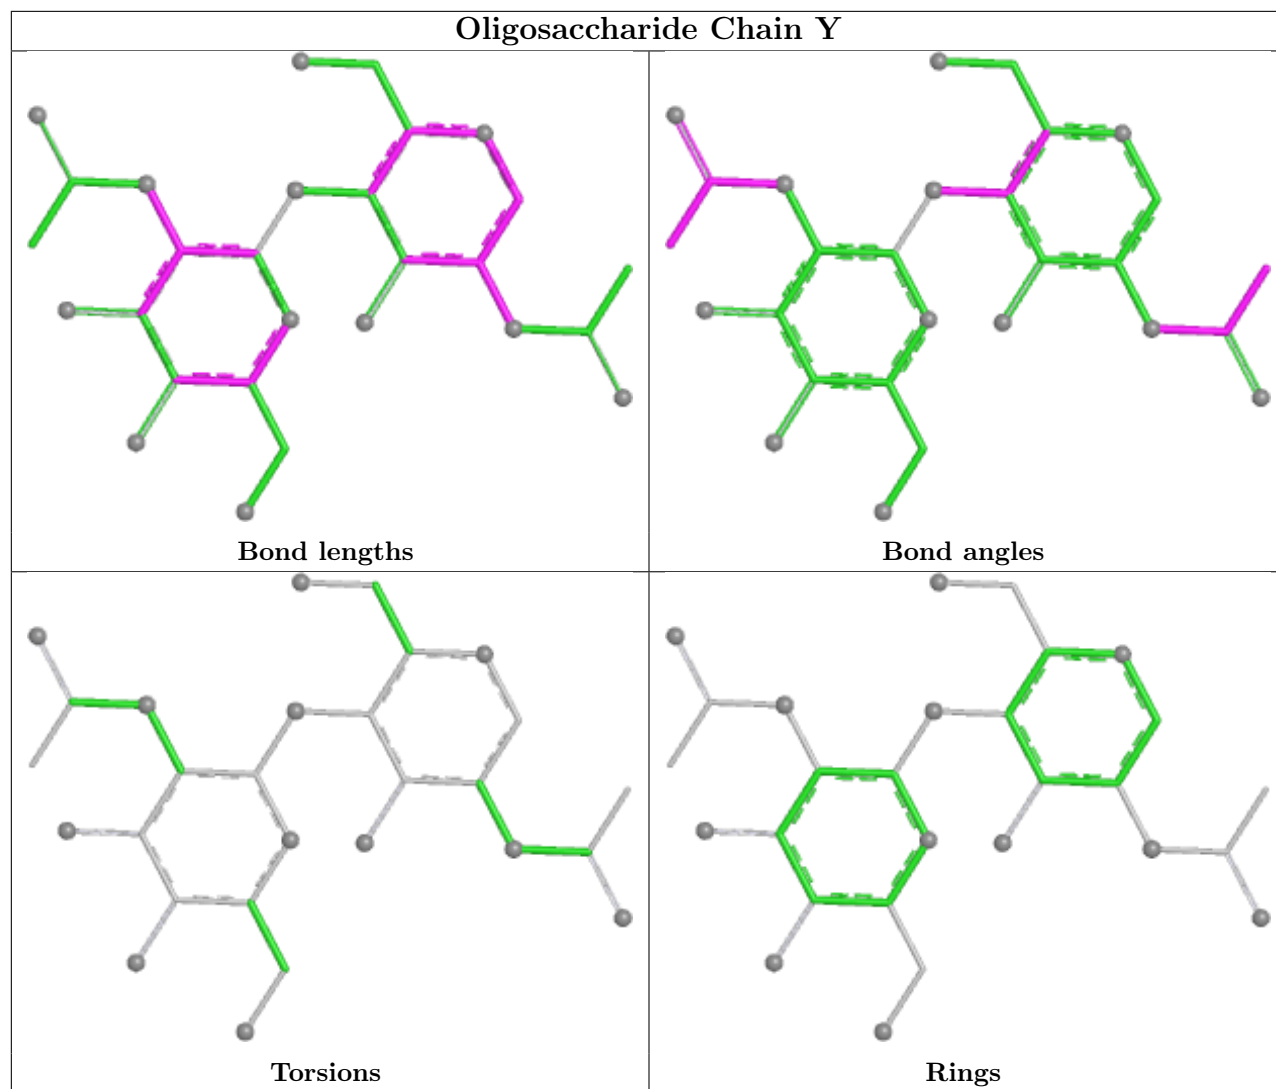 Oligosaccharide Chain Y
Bond lengths
Bond angles
Torsions
Rings